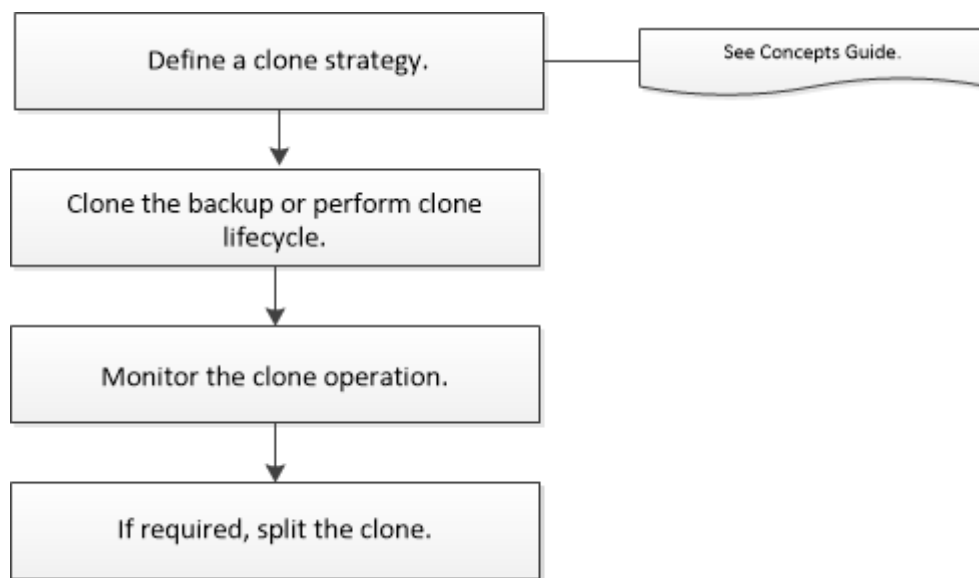 Define a clone strategy.
See Concepts Guide.
Clone the backup or perform clone
lifecycle.
Monitor the clone operation.
If required, split the clone.